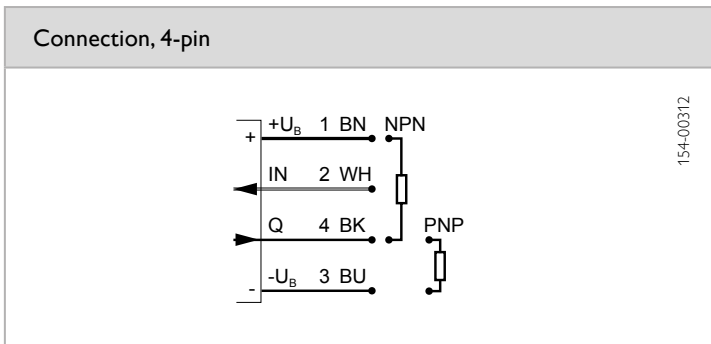 Connection, 4-pin
+U_B 1 BN NPN
+
IN 2 WH
Q 4 BK PNP
-U_B 3 BU
-
154-00312